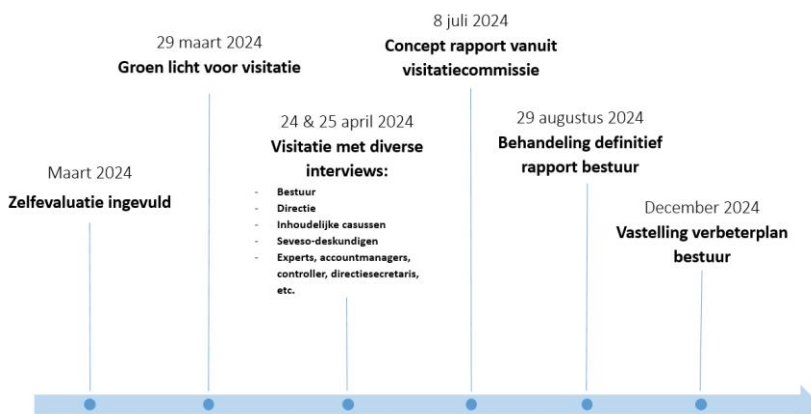 Maart 2024
Zelfevaluatie ingevuld
29 maart 2024
Groen licht voor visitatie
24 & 25 april 2024
Visitatie met diverse
interviews:
- Bestuur
- Directie
- Inhoudelijke casussen
- Seveso-deskundigen
- Experts, accountmanagers,
controller, directiesecretaris,
etc.
8 juli 2024
Concept rapport vanuit
visitatiecommissie
29 augustus 2024
Behandeling definitief
rapport bestuur
December 2024
Vastelling verbeterplan
bestuur